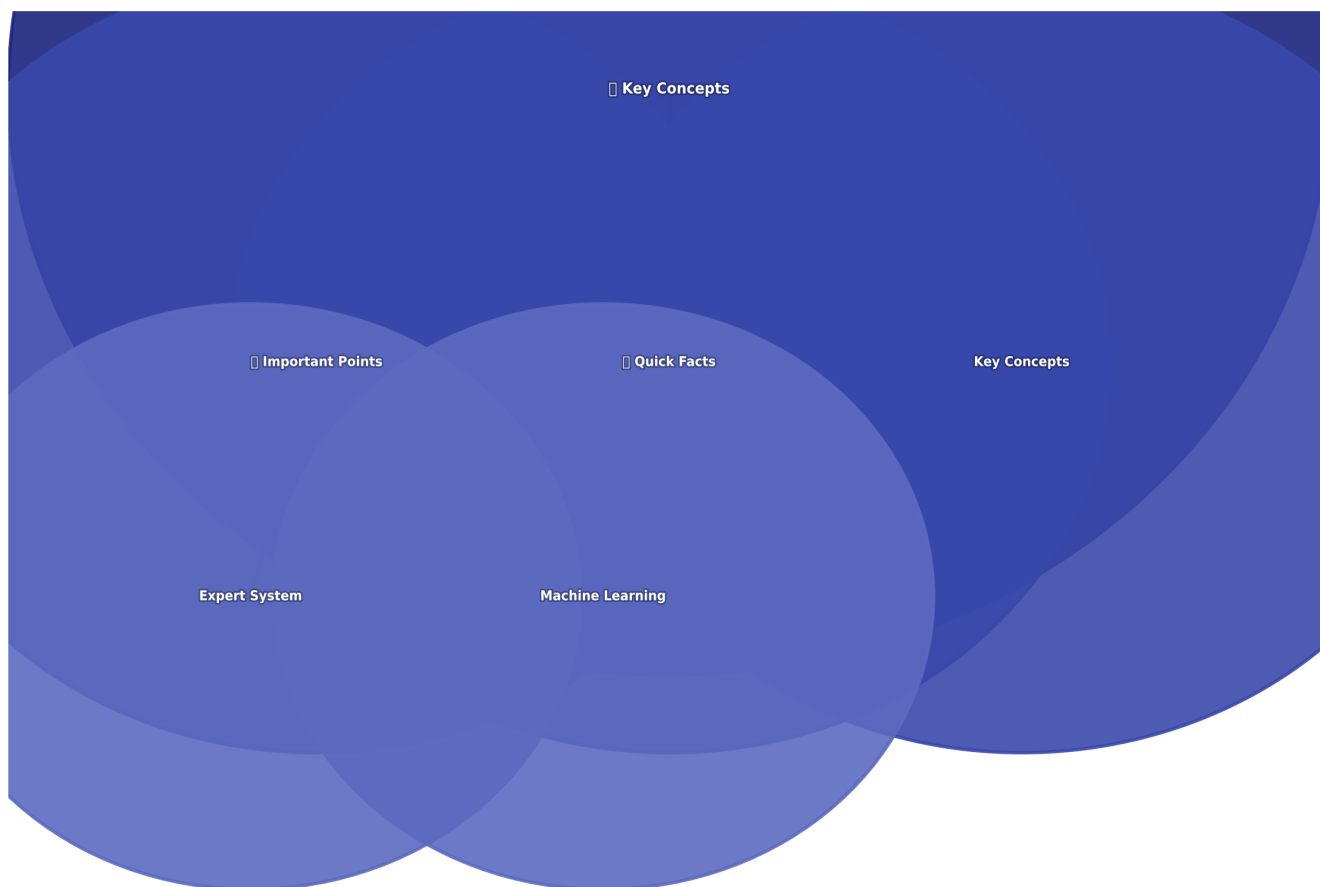 ▯ Key Concepts
▯ Important Points
▯ Quick Facts
Key Concepts
Expert System
Machine Learning